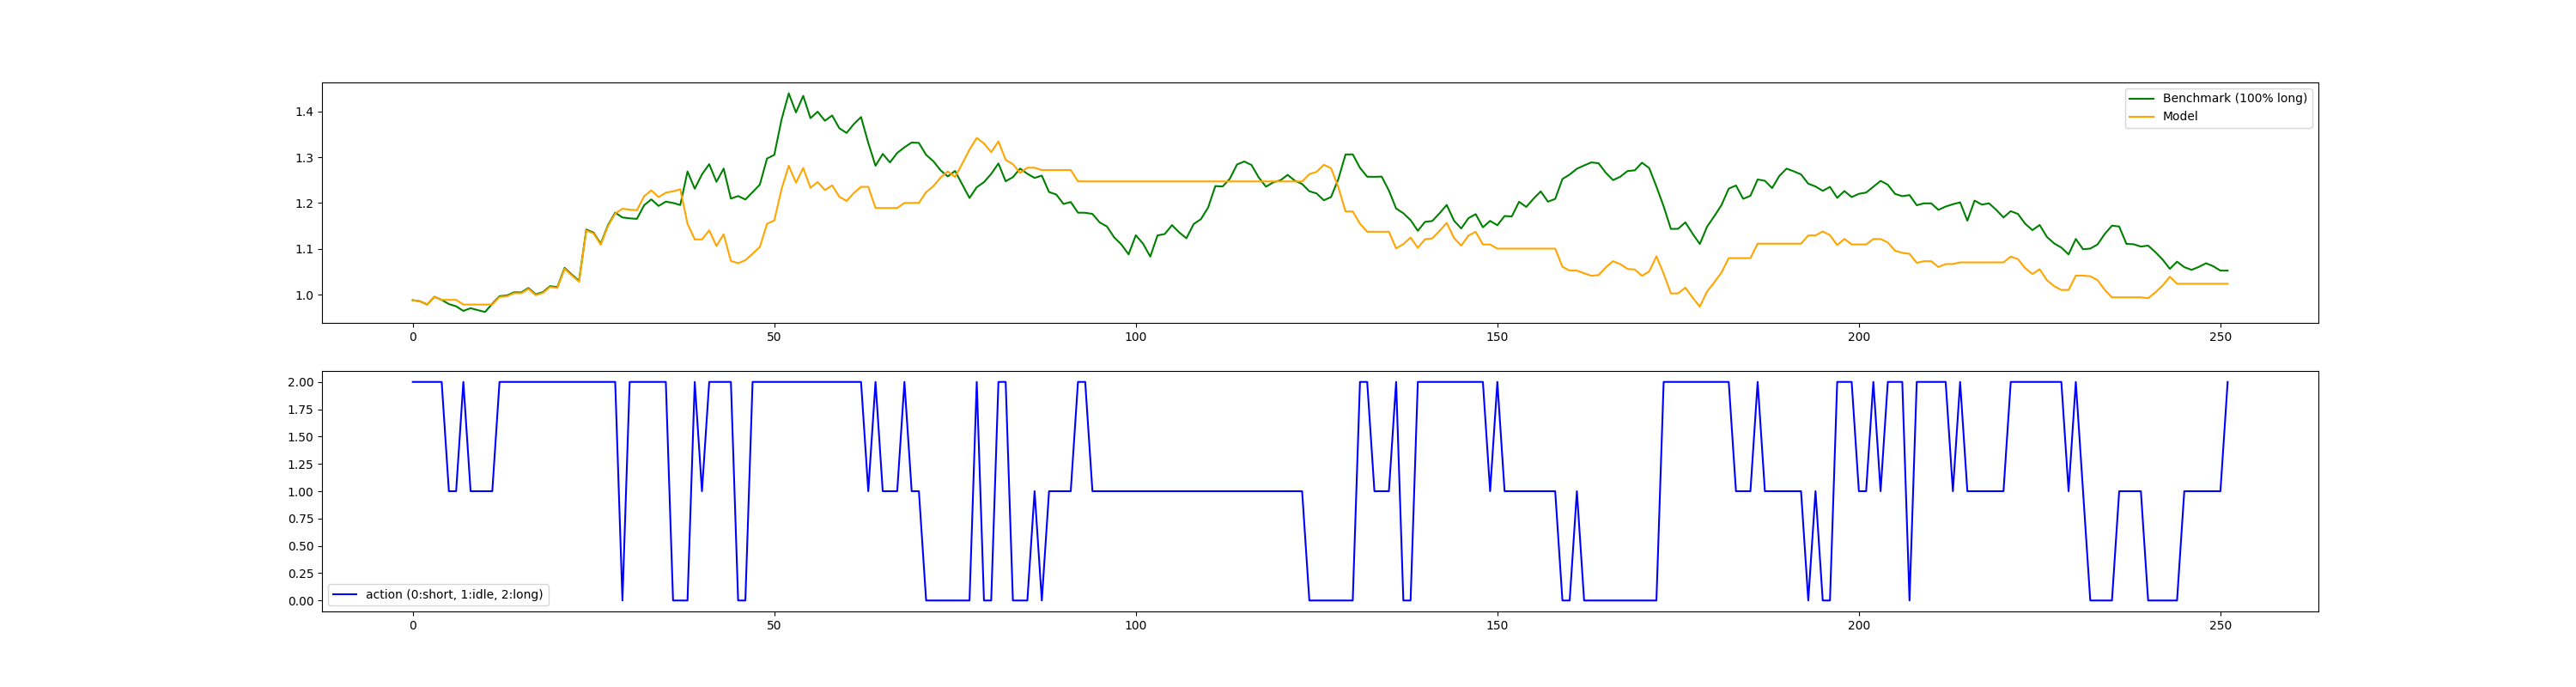 1.4
1.3
1.2
1.1
1.0
Benchmark (100% long)
Model
0 50 100 150 200 250
2.00
1.75
1.50
1.25
1.00
0.75
0.50
0.25
0.00
action (0:short, 1:idle, 2:long)
0 50 100 150 200 250